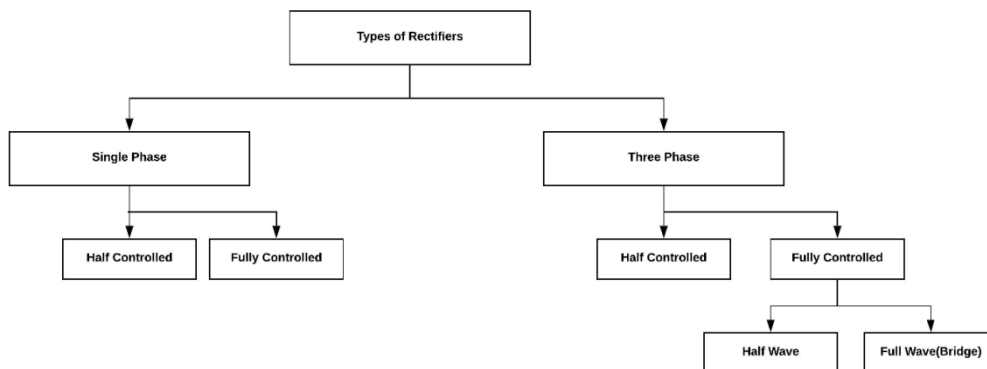 Types of Rectifiers
Single Phase
Three Phase
Half Controlled
Fully Controlled
Half Controlled
Fully Controlled
Half Wave
Full Wave(Bridge)